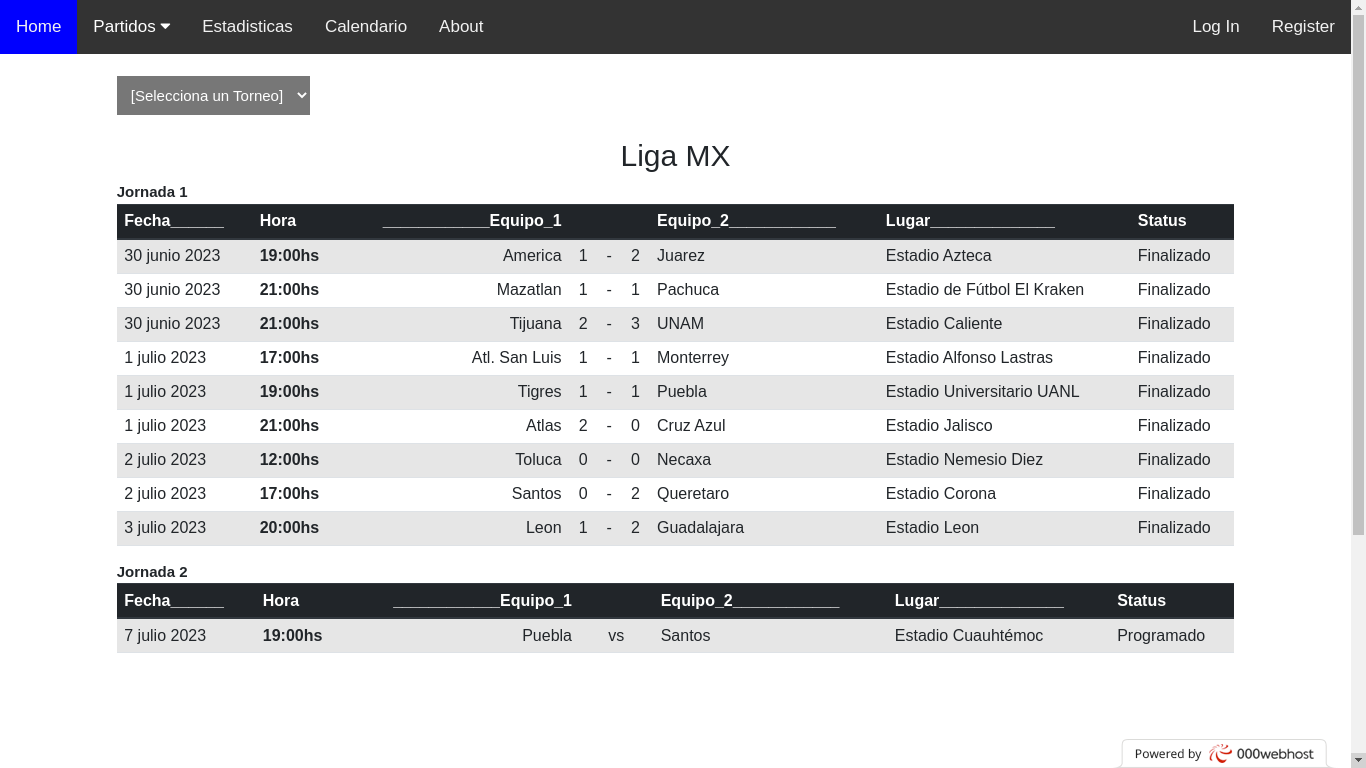 Home Partidos Estadisticas Calendario About Log In Register
[Selecciona un Torneo]
Liga MX
Jornada 1
Fecha______ Hora ____________Equipo_1 Equipo_2____________ Lugar______________ Status
30 junio 2023 19:00hs America 1 - 2 Juarez Estadio Azteca Finalizado
30 junio 2023 21:00hs Mazatlan 1 - 1 Pachuca Estadio de Fútbol El Kraken Finalizado
30 junio 2023 21:00hs Tijuana 2 - 3 UNAM Estadio Caliente Finalizado
1 julio 2023 17:00hs Atl. San Luis 1 - 1 Monterrey Estadio Alfonso Lastras Finalizado
1 julio 2023 19:00hs Tigres 1 - 1 Puebla Estadio Universitario UANL Finalizado
1 julio 2023 21:00hs Atlas 2 - 0 Cruz Azul Estadio Jalisco Finalizado
2 julio 2023 12:00hs Toluca 0 - 0 Necaxa Estadio Nemesio Diez Finalizado
2 julio 2023 17:00hs Santos 0 - 2 Queretaro Estadio Corona Finalizado
3 julio 2023 20:00hs Leon 1 - 2 Guadalajara Estadio Leon Finalizado
Jornada 2
Fecha______ Hora ____________Equipo_1 Equipo_2____________ Lugar______________ Status
7 julio 2023 19:00hs Puebla vs Santos Estadio Cuauhtémoc Programado
Powered by 000webhost